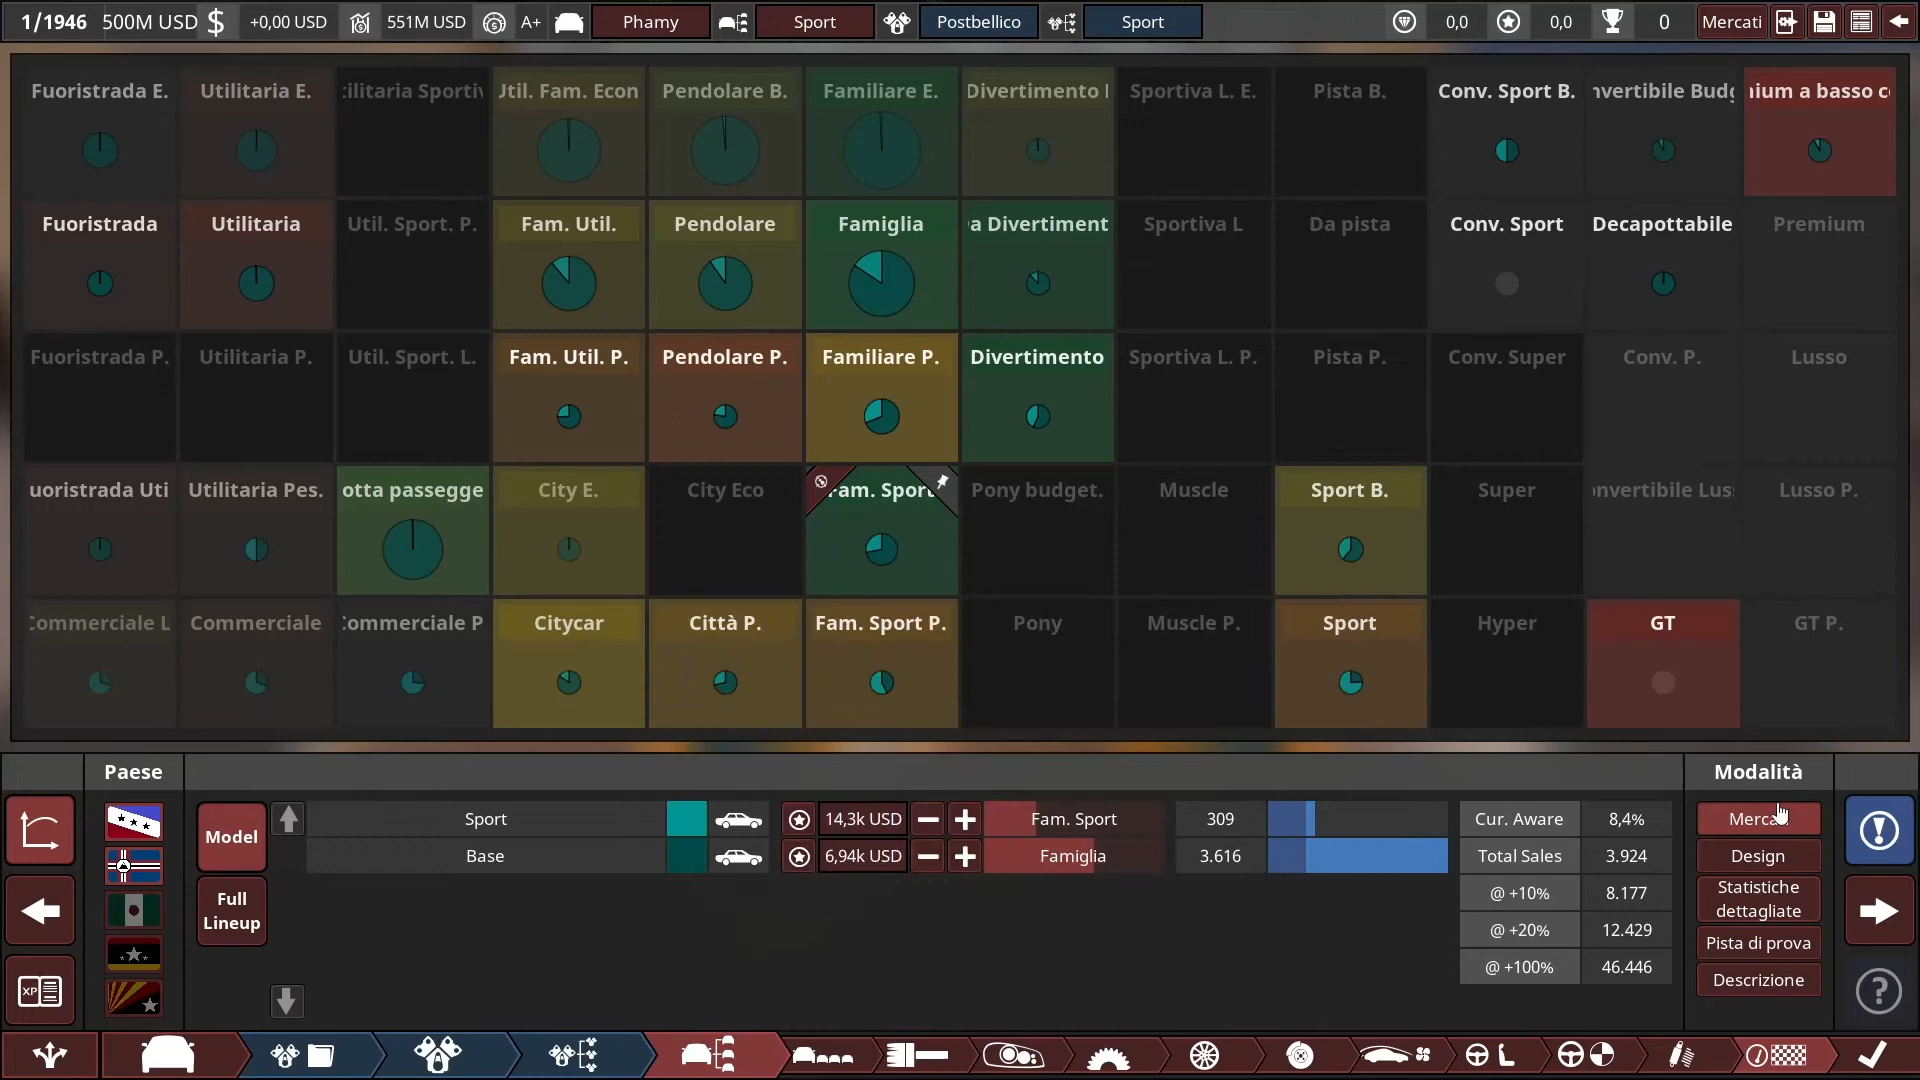 1/1946 500M USD +0,00 USD 551M USD A+ Phamy Sport Postbellico Sport 0,0 0,0 0 Mercati
Fuoristrada E. Utilitaria E. :ilitaria Sportiv Util. Fam. Econ Pendolare B. Familiare E. Divertimento Sportiva L. E. Pista B. Conv. Sport B. nvertibile Budg nium a basso c
Fuoristrada Utilitaria Util. Sport. P. Fam. Util. Pendolare Famiglia a Divertiment Sportiva L Da pista Conv. Sport Decapottabile Premium
Fuoristrada P. Utilitaria P. Util. Sport. L. Fam. Util. P. Pendolare P. Familiare P. Divertimento Sportiva L. P. Pista P. Conv. Super Conv. P. Lusso
uoristrada Uti Utilitaria Pes. otta passegge City E. City Eco Fam. Sport Pony budget. Muscle Sport B. Super onvertibile Lus Lusso P.
Commerciale L Commerciale Commerciale P Citycar Città P. Fam. Sport P. Pony Muscle P. Sport Hyper GT GT P.
Paese Modalità
Model Sport 14,3k USD Fam. Sport 309 Cur. Aware 8,4%
Base 6,94k USD Famiglia 3.616 Total Sales 3.924 Design
Full Lineup @ +10% 8.177 Statistiche dettagliate
@ +20% 12.429 Pista di prova
@ +100% 46.446 Descrizione
XP